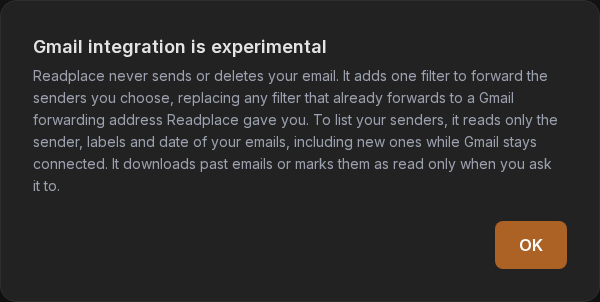 Gmail integration is experimental
Readplace never sends or deletes your email. It adds one filter to forward the
senders you choose, replacing any filter that already forwards to a Gmail
forwarding address Readplace gave you. To list your senders, it reads only the
sender, labels and date of your emails, including new ones while Gmail stays
connected. It downloads past emails or marks them as read only when you ask
it to.
OK